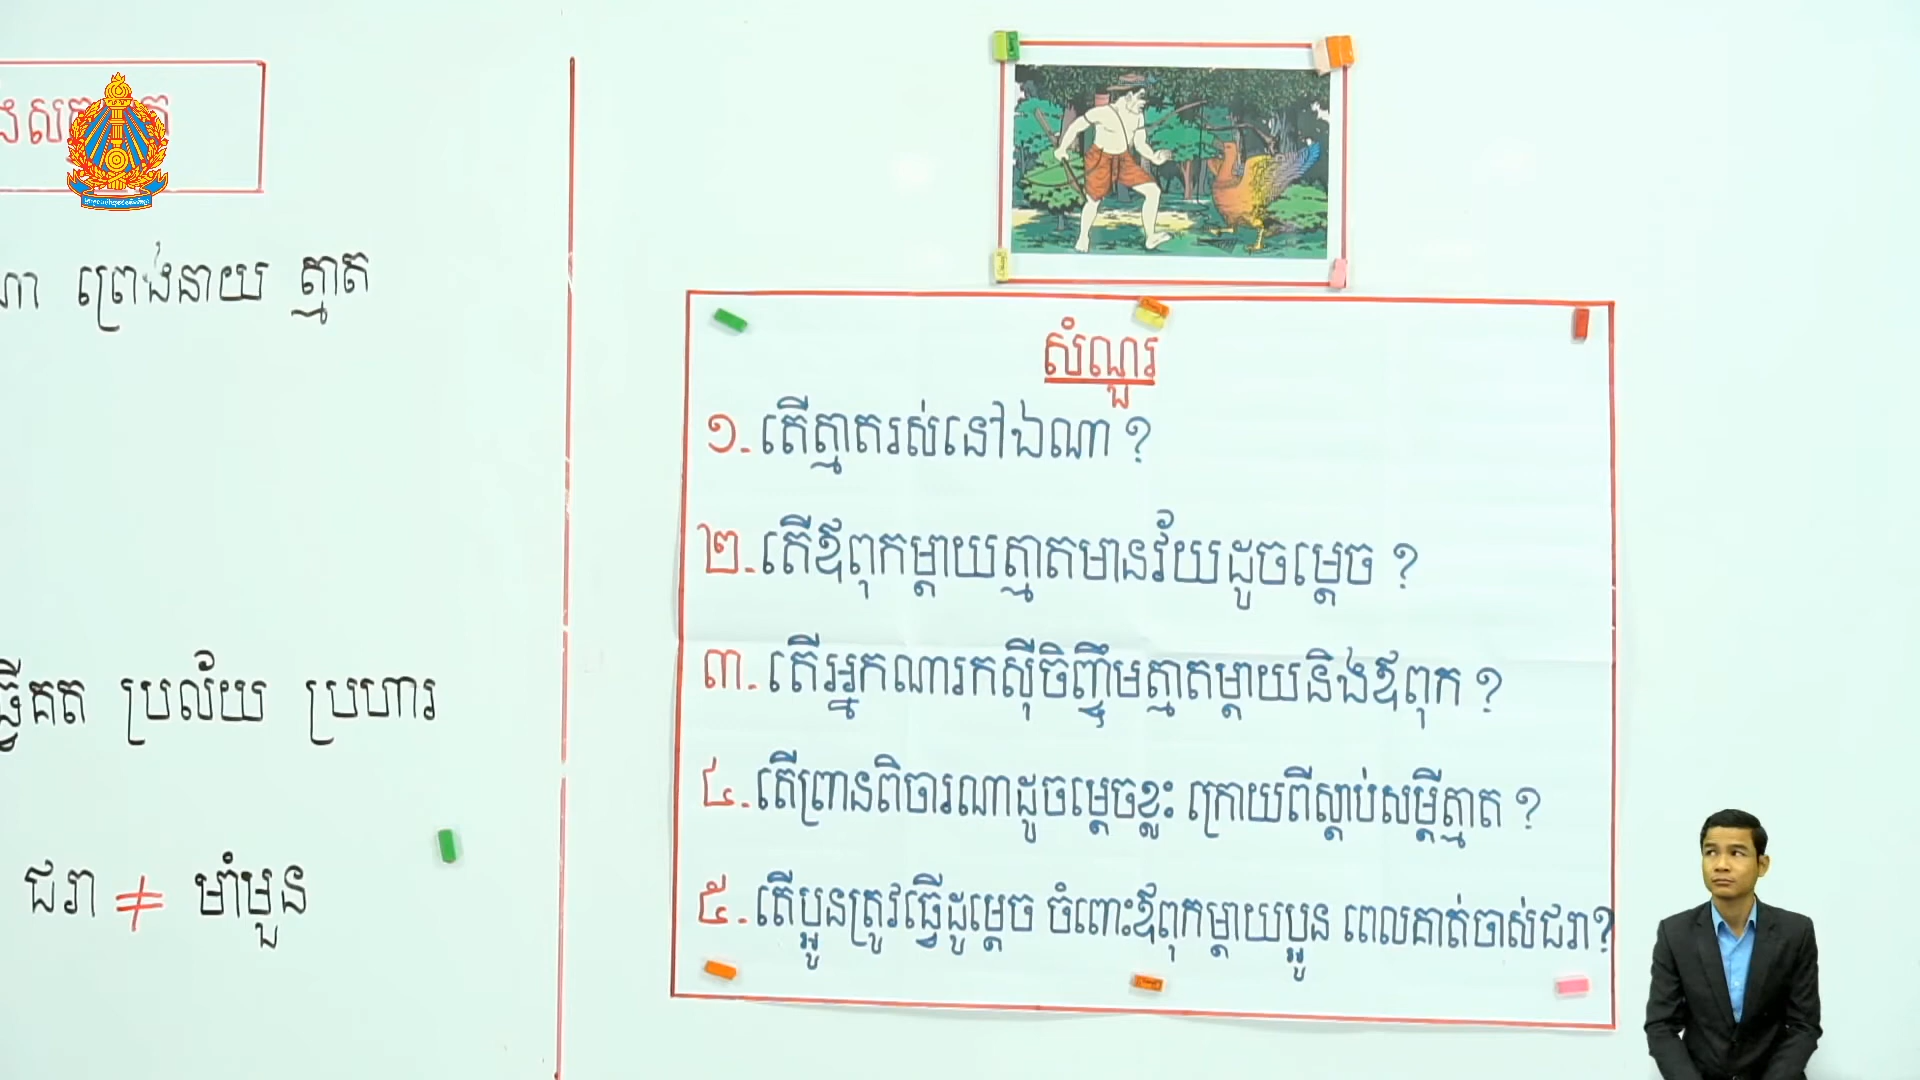 ព្រេងនាយ ត្មាត
ប្រល័យ ប្រហារ
ជរា ≠ មាំមួន
សំណួរ
១. តើត្មាតរស់នៅឯណា ?
២. តើឪពុកម្ដាយត្មាតមានវ័យដូចម្ដេច ?
៣. តើអ្នកណារកស៊ីចិញ្ចឹមត្មាតម្ដាយនិងឪពុក ?
៤. តើព្រានពិចារណាដូចម្ដេចខ្លះ ក្រោយពីស្ដាប់សម្ដីត្មាត ?
៥. តើប្អូនត្រូវធ្វើដូម្ដេច ចំពោះឪពុកម្ដាយប្អូន ពេលគាត់ចាស់ជរា?